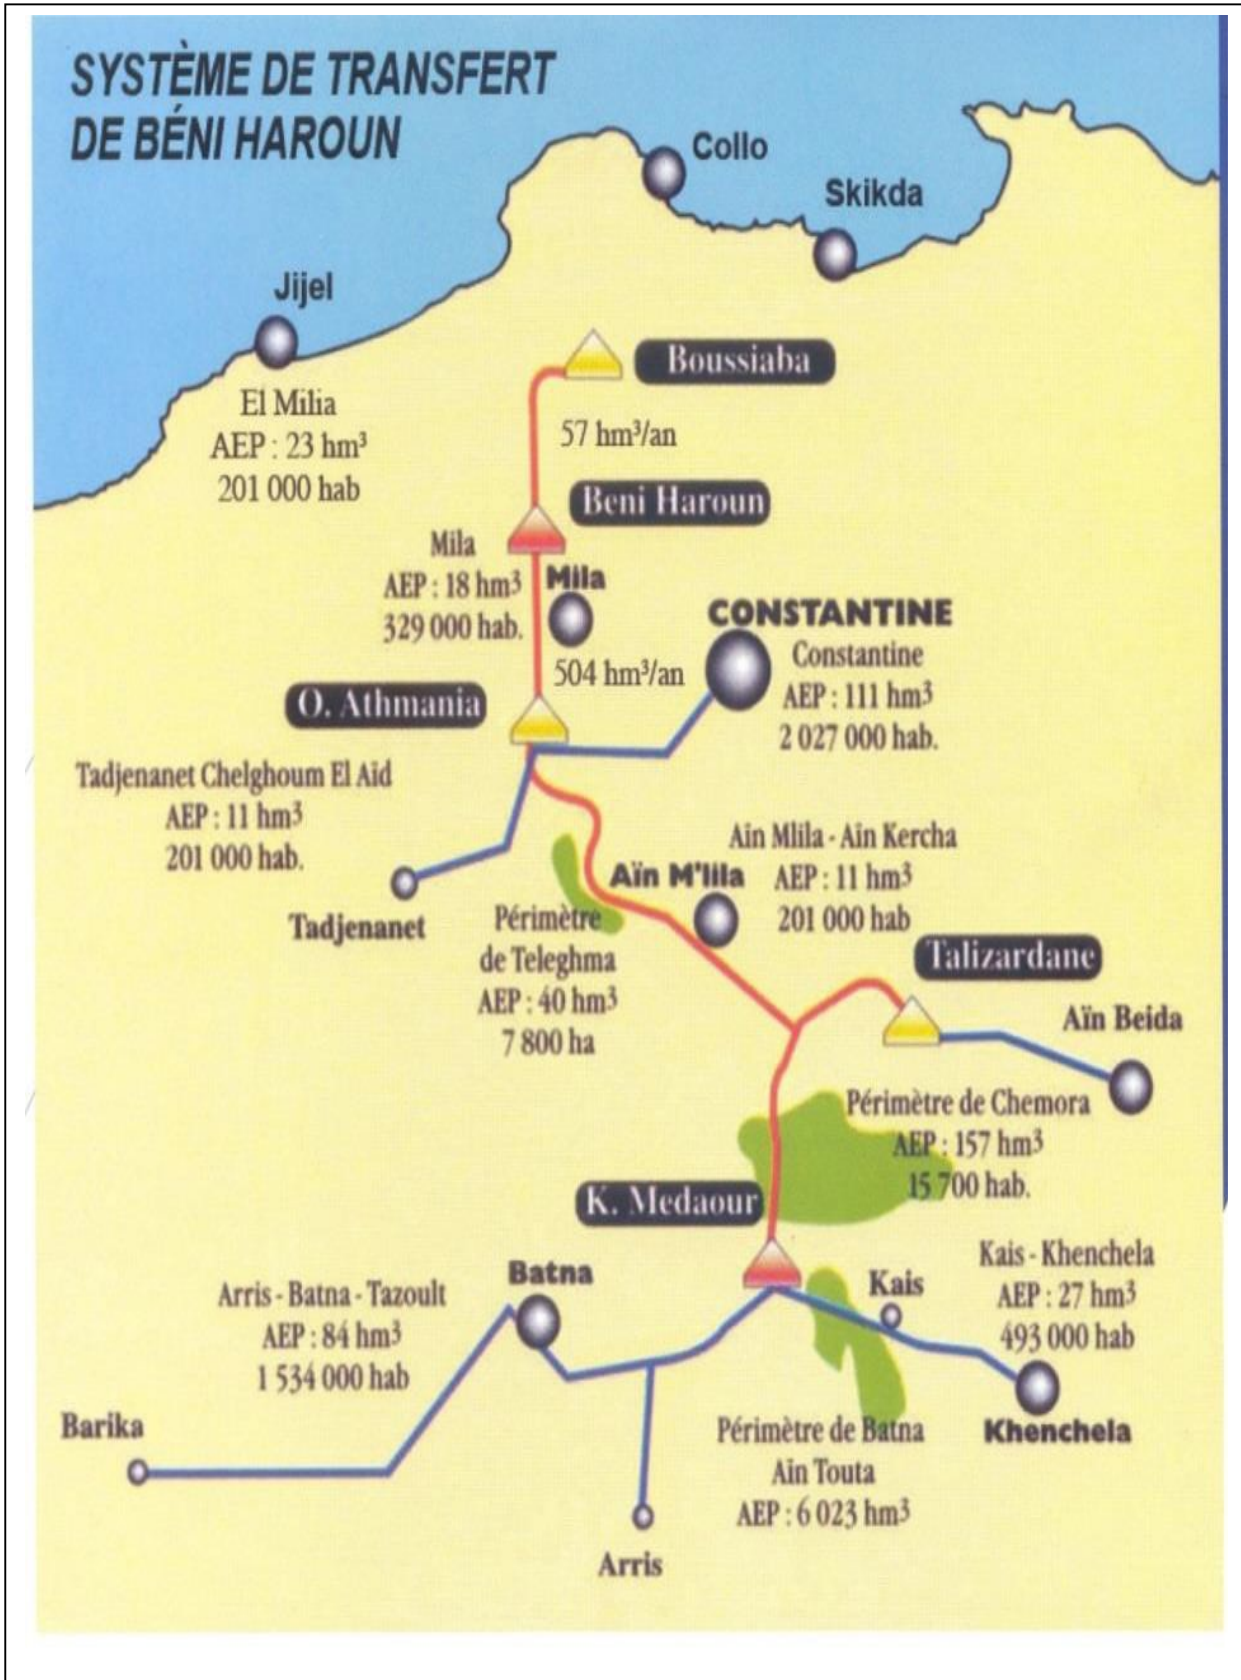 SYSTÈME DE TRANSFERT
DE BÉNI HAROUN
Collo
Skikda
Jijel
El Milia
AEP : 23 hm³
201 000 hab
Boussiaba
57 hm³/an
Beni Haroun
Mila
AEP : 18 hm³
329 000 hab.
Mila
504 hm³/an
CONSTANTINE
Constantine
AEP : 111 hm³
2 027 000 hab.
O. Athmania
Tadjenanet Chelghoum El Aïd
AEP : 11 hm³
201 000 hab.
Tadjenanet
Aïn Mlila - Aïn Kercha
AEP : 11 hm³
201 000 hab
Aïn M'lila
Périmètre
de Teleghma
AEP : 40 hm³
7 800 ha
Talizardane
Aïn Beida
Périmètre de Chemora
AEP : 157 hm³
15 700 hab.
K. Medaour
Kais - Khenchela
AEP : 27 hm³
493 000 hab
Kais
Khenchela
Batna
Arris - Batna - Tazoult
AEP : 84 hm³
1 534 000 hab
Barika
Périmètre de Batna
Aïn Touta
AEP : 6 023 hm³
Arris